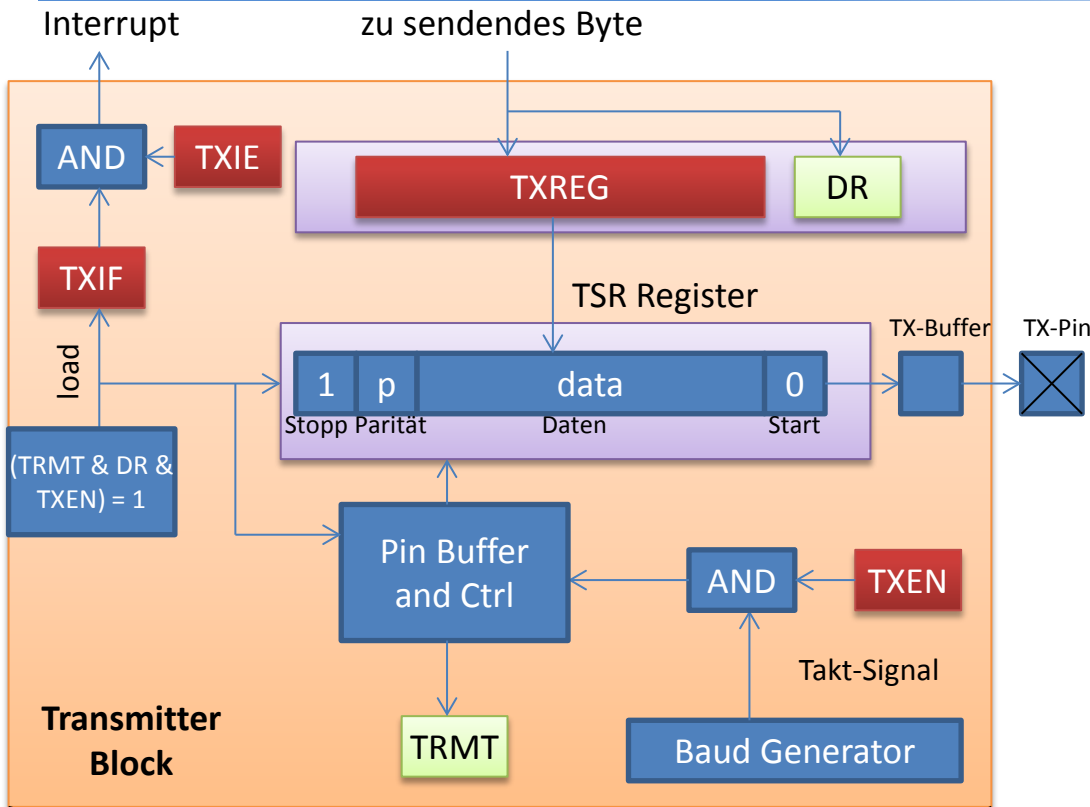 Interrupt
zu sendendes Byte
AND
TXIE
TXREG
DR
TXIF
TSR Register
load
TX-Buffer
TX-Pin
1
p
data
0
Stopp
Parität
Daten
Start
(TRMT & DR &
TXEN) = 1
Pin Buffer
and Ctrl
AND
TXEN
Takt-Signal
Transmitter
Block
TRMT
Baud Generator